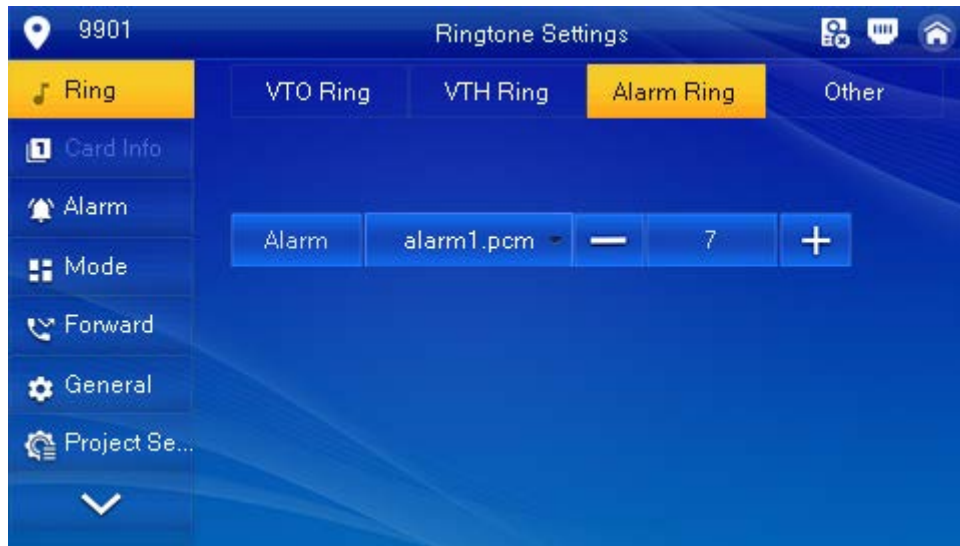 9901 Ringtone Settings
Ring
VTO Ring VTH Ring Alarm Ring Other
1 Card Info
Alarm
Alarm alarm1.pcm 7
Mode
Forward
General
Project Se...